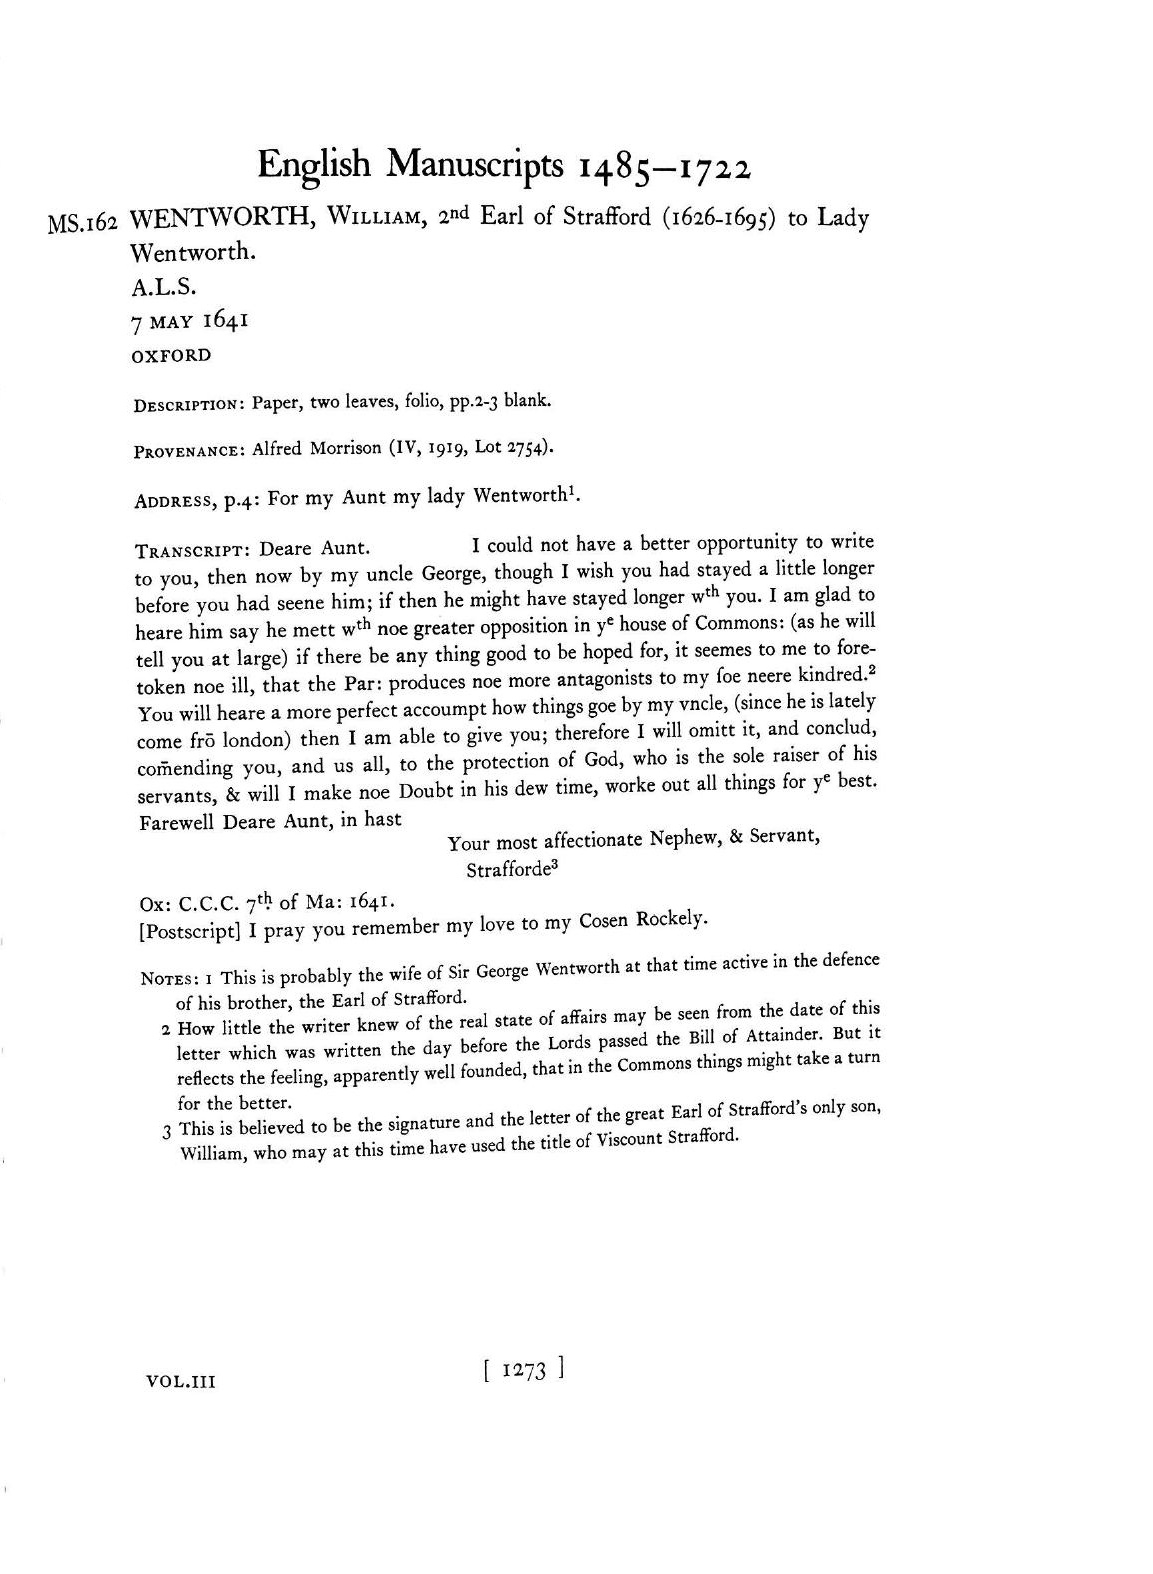 English Manuscripts 1485–1722
MS.162 WENTWORTH, WILLIAM, 2nd Earl of Strafford (1626-1695) to Lady
Wentworth.
A.L.S.
7 MAY 1641
OXFORD
DESCRIPTION: Paper, two leaves, folio, pp.2-3 blank.
PROVENANCE: Alfred Morrison (IV, 1919, Lot 2754).
ADDRESS, p.4: For my Aunt my lady Wentworth¹.
TRANSCRIPT: Deare Aunt. I could not have a better opportunity to write
to you, then now by my uncle George, though I wish you had stayed a little longer
before you had seene him; if then he might have stayed longer wth you. I am glad to
heare him say he mett wth noe greater opposition in ye house of Commons: (as he will
tell you at large) if there be any thing good to be hoped for, it seemes to me to fore-
token noe ill, that the Par: produces noe more antagonists to my foe neere kindred.²
You will heare a more perfect accoumpt how things goe by my vncle, (since he is lately
come frō london) then I am able to give you; therefore I will omitt it, and conclud,
com̄ending you, and us all, to the protection of God, who is the sole raiser of his
servants, & will I make noe Doubt in his dew time, worke out all things for ye best.
Farewell Deare Aunt, in hast
Your most affectionate Nephew, & Servant,
Strafforde³
Ox: C.C.C. 7th. of Ma: 1641.
[Postscript] I pray you remember my love to my Cosen Rockely.
NOTES: 1 This is probably the wife of Sir George Wentworth at that time active in the defence
of his brother, the Earl of Strafford.
2 How little the writer knew of the real state of affairs may be seen from the date of this
letter which was written the day before the Lords passed the Bill of Attainder. But it
reflects the feeling, apparently well founded, that in the Commons things might take a turn
for the better.
3 This is believed to be the signature and the letter of the great Earl of Strafford's only son,
William, who may at this time have used the title of Viscount Strafford.
VOL.III [ 1273 ]